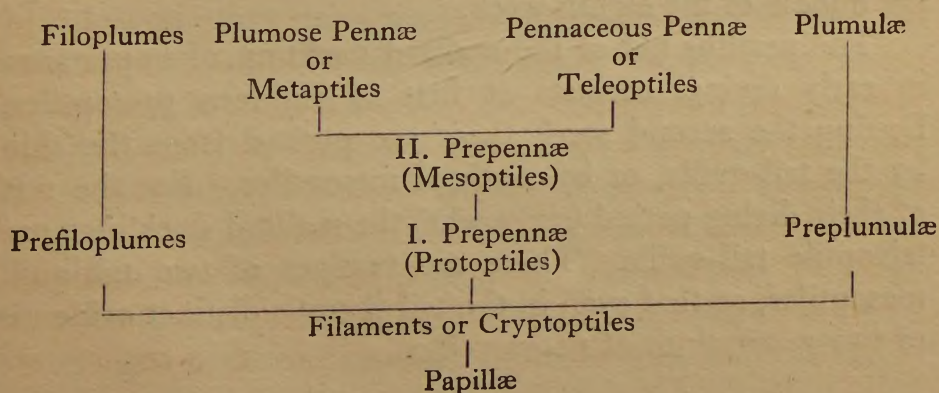 Filoplumes Plumose Pennæ Pennaceous Pennæ Plumulæ
or or
Metaptiles Teleoptiles
II. Prepennæ
(Mesoptiles)
Prefiloplumes I. Prepennæ Preplumulæ
(Protoptiles)
Filaments or Cryptoptiles
Papillæ